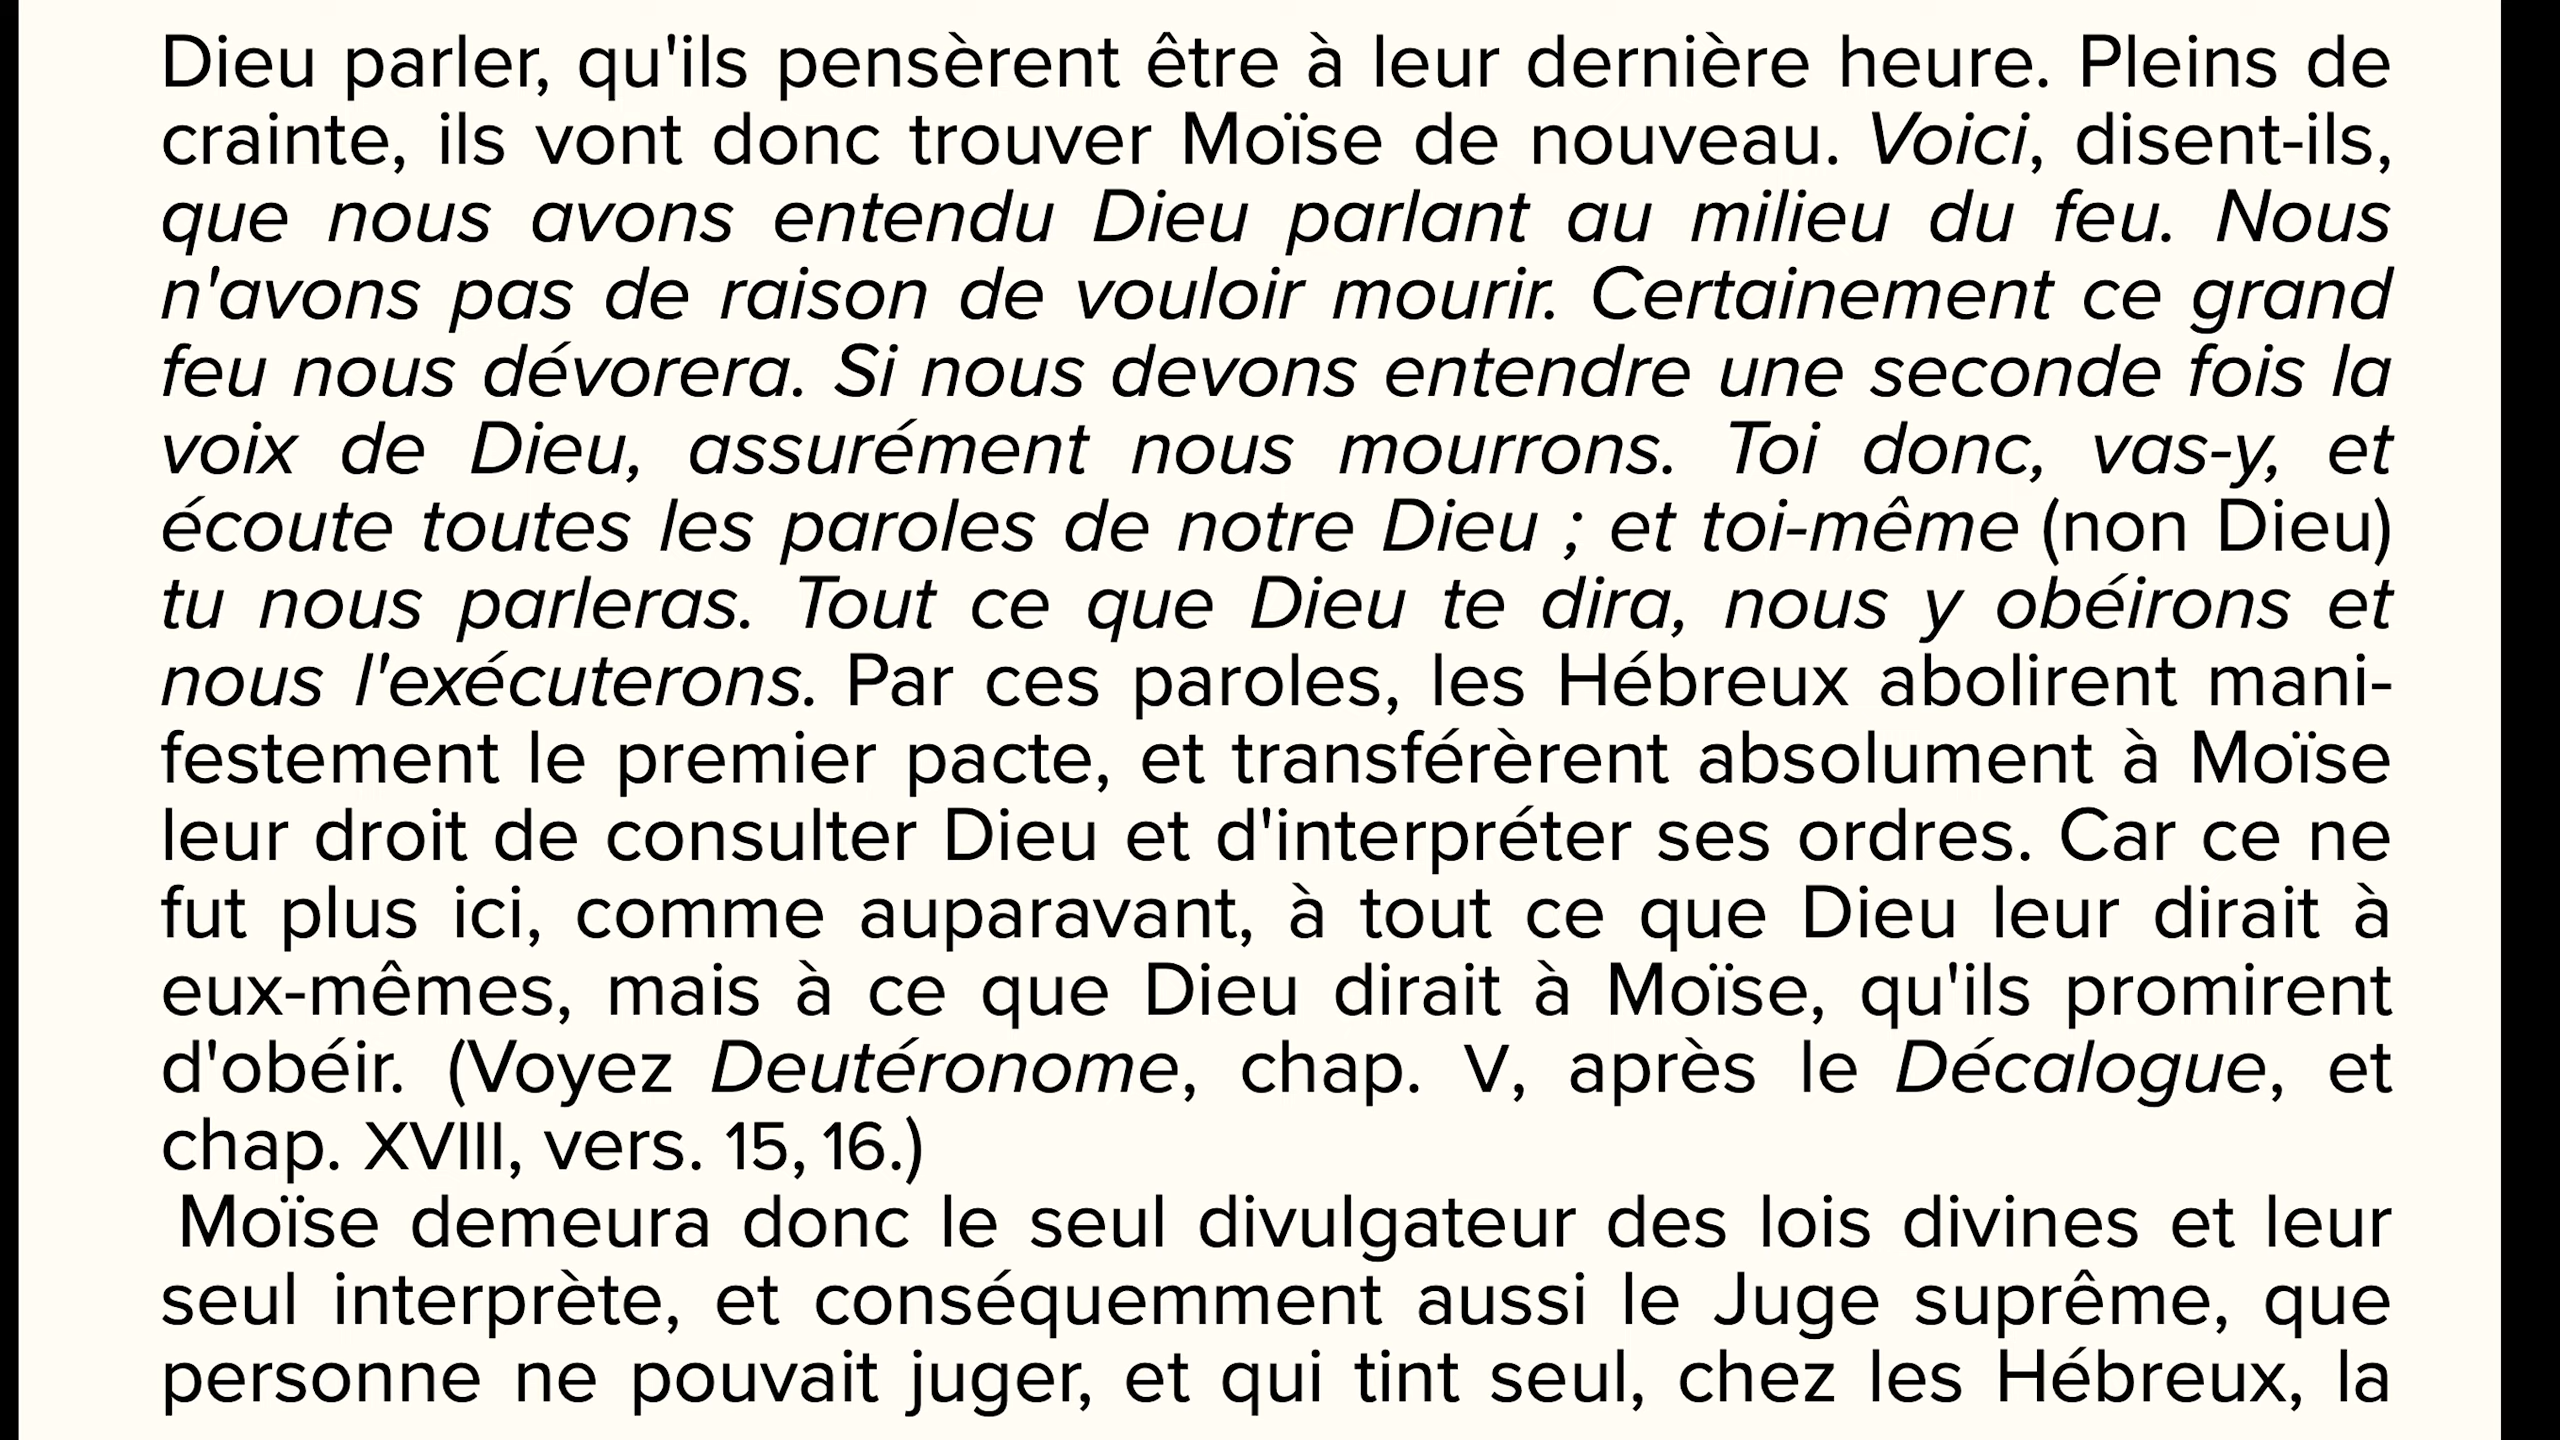 Dieu parler, qu'ils pensèrent être à leur dernière heure. Pleins de
crainte, ils vont donc trouver Moïse de nouveau. Voici, disent-ils,
que nous avons entendu Dieu parlant au milieu du feu. Nous
n'avons pas de raison de vouloir mourir. Certainement ce grand
feu nous dévorera. Si nous devons entendre une seconde fois la
voix de Dieu, assurément nous mourrons. Toi donc, vas-y, et
écoute toutes les paroles de notre Dieu ; et toi-même (non Dieu)
tu nous parleras. Tout ce que Dieu te dira, nous y obéirons et
nous l'exécuterons. Par ces paroles, les Hébreux abolirent mani-
festement le premier pacte, et transférèrent absolument à Moïse
leur droit de consulter Dieu et d'interpréter ses ordres. Car ce ne
fut plus ici, comme auparavant, à tout ce que Dieu leur dirait à
eux-mêmes, mais à ce que Dieu dirait à Moïse, qu'ils promirent
d'obéir. (Voyez Deutéronome, chap. V, après le Décalogue, et
chap. XVIII, vers. 15, 16.)
Moïse demeura donc le seul divulgateur des lois divines et leur
seul interprète, et conséquemment aussi le Juge suprême, que
personne ne pouvait juger, et qui tint seul, chez les Hébreux, la